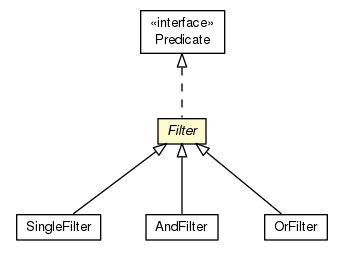 «interface»
Predicate
Filter
SingleFilter
AndFilter
OrFilter